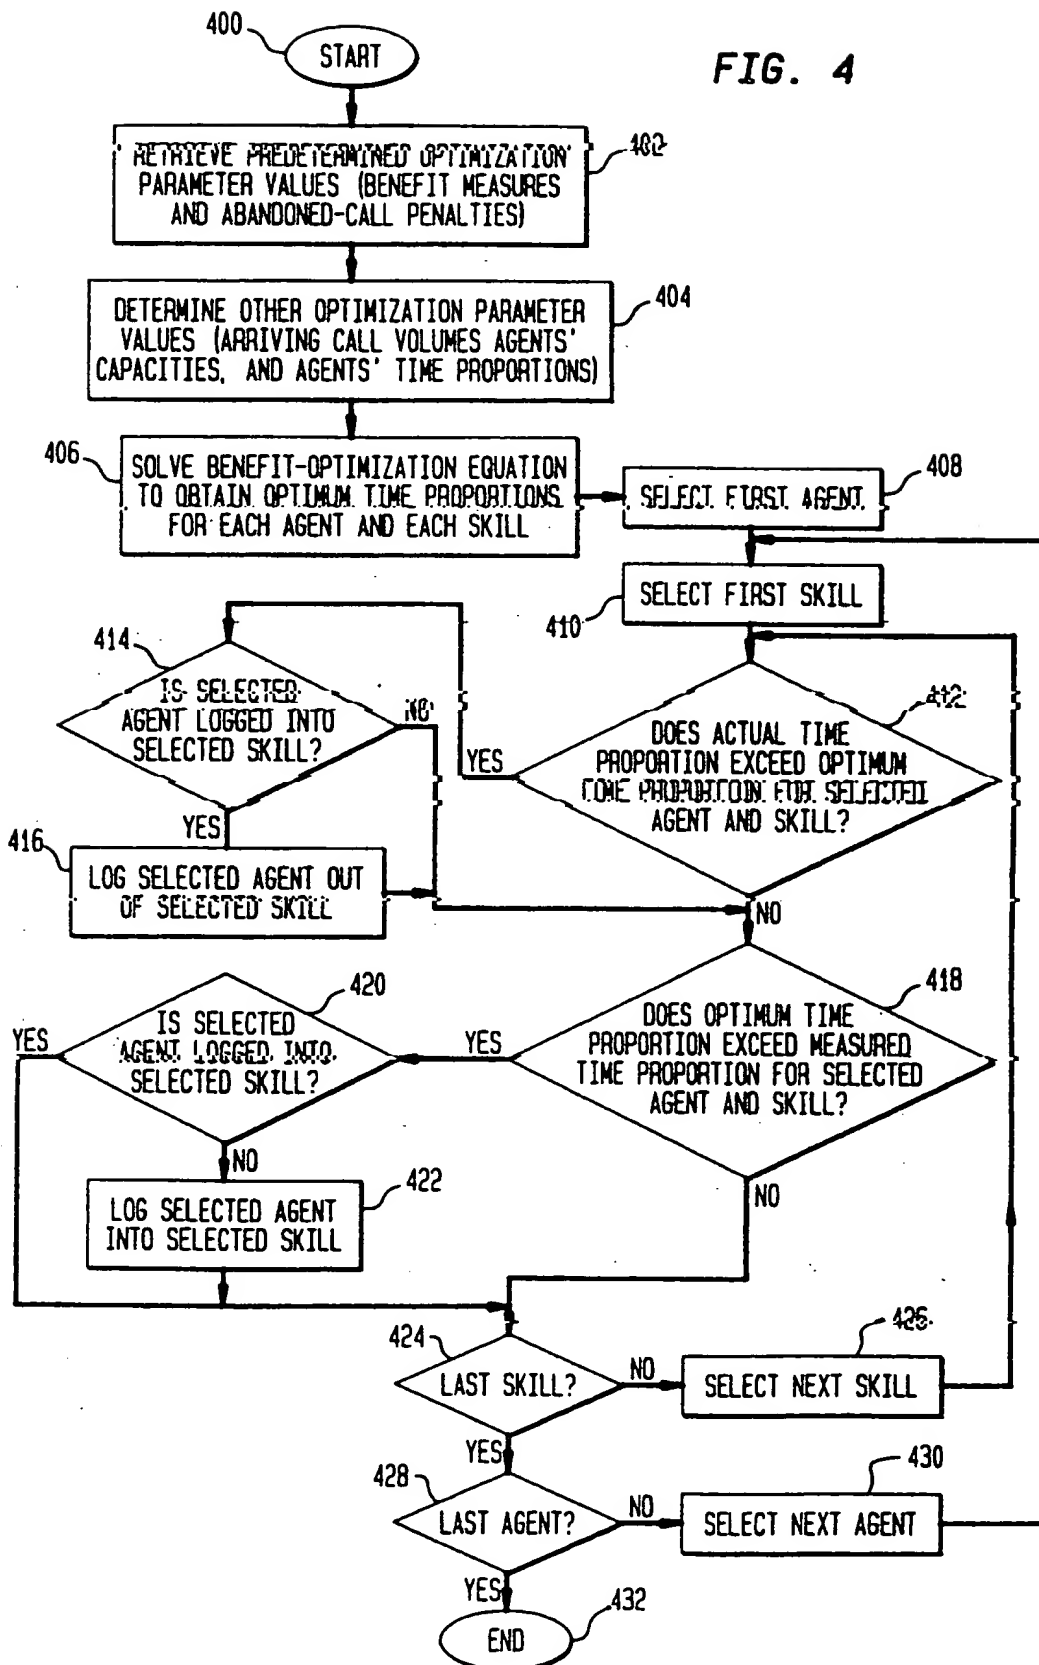 400
START
FIG. 4
402
RETRIEVE PREDETERMINED OPTIMIZATION
PARAMETER VALUES (BENEFIT MEASURES
AND ABANDONED-CALL PENALTIES)
404
DETERMINE OTHER OPTIMIZATION PARAMETER
VALUES (ARRIVING CALL VOLUMES AGENTS'
CAPACITIES, AND AGENTS' TIME PROPORTIONS)
406
SOLVE BENEFIT-OPTIMIZATION EQUATION
TO OBTAIN OPTIMUM TIME PROPORTIONS
FOR EACH AGENT AND EACH SKILL
408
SELECT FIRST AGENT
410
SELECT FIRST SKILL
412
DOES ACTUAL TIME
PROPORTION EXCEED OPTIMUM
TIME PROPORTION FOR SELECTED
AGENT AND SKILL?
YES
NO
414
IS SELECTED
AGENT LOGGED INTO
SELECTED SKILL?
NO
YES
416
LOG SELECTED AGENT OUT
OF SELECTED SKILL
418
DOES OPTIMUM TIME
PROPORTION EXCEED MEASURED
TIME PROPORTION FOR SELECTED
AGENT AND SKILL?
YES
NO
420
IS SELECTED
AGENT LOGGED INTO
SELECTED SKILL?
YES
NO
422
LOG SELECTED AGENT
INTO SELECTED SKILL
424
LAST SKILL?
NO
YES
426
SELECT NEXT SKILL
428
LAST AGENT?
NO
YES
430
SELECT NEXT AGENT
432
END